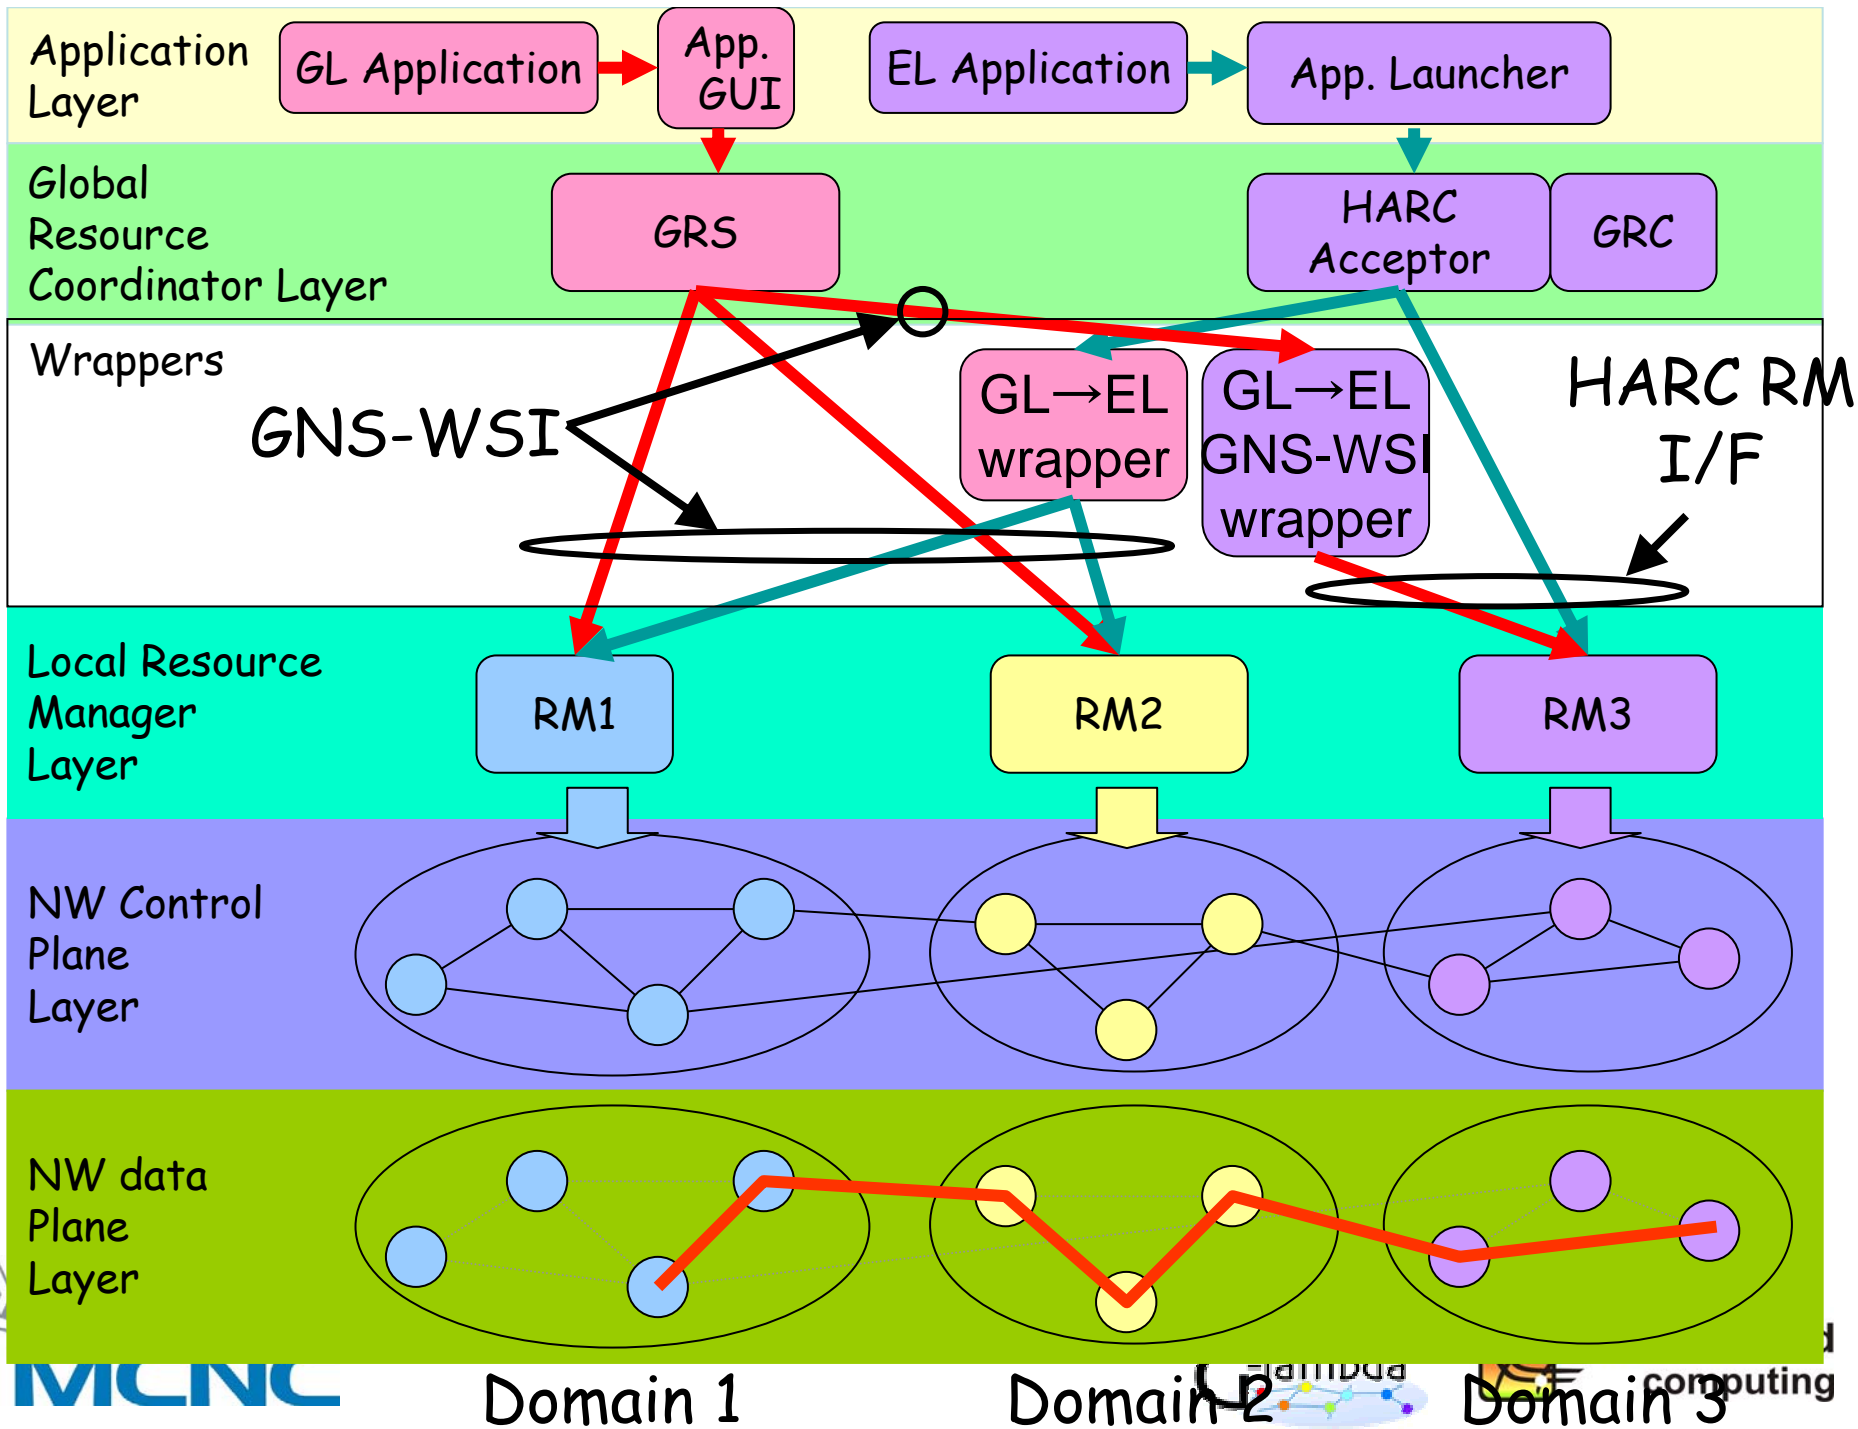 Application
Layer
GL Application
App.
GUI
EL Application
App. Launcher
Global
Resource
Coordinator Layer
GRS
HARC
Acceptor
GRC
Wrappers
GNS-WSI
GL→EL
wrapper
GL→EL
GNS-WSI
wrapper
HARC RM
I/F
Local Resource
Manager
Layer
RM1
RM2
RM3
NW Control
Plane
Layer
NW data
Plane
Layer
MCNC
-lambda
computing
Domain 1
Domain 2
Domain 3